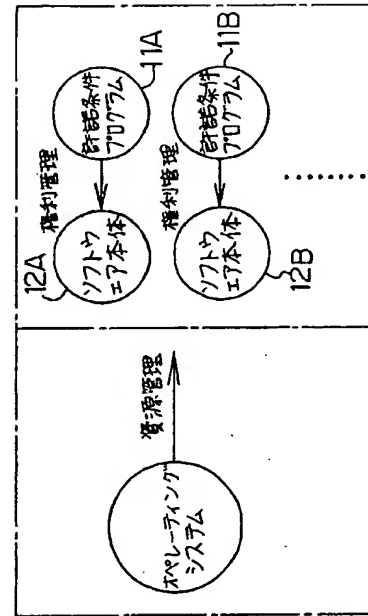 オペレーティング
システム
資源管理
12A
ソフトウ
ェア本体
権利管理
許諾条件
プログラム
11A
ソフトウ
ェア本体
12B
権利管理
許諾条件
プログラム
11B